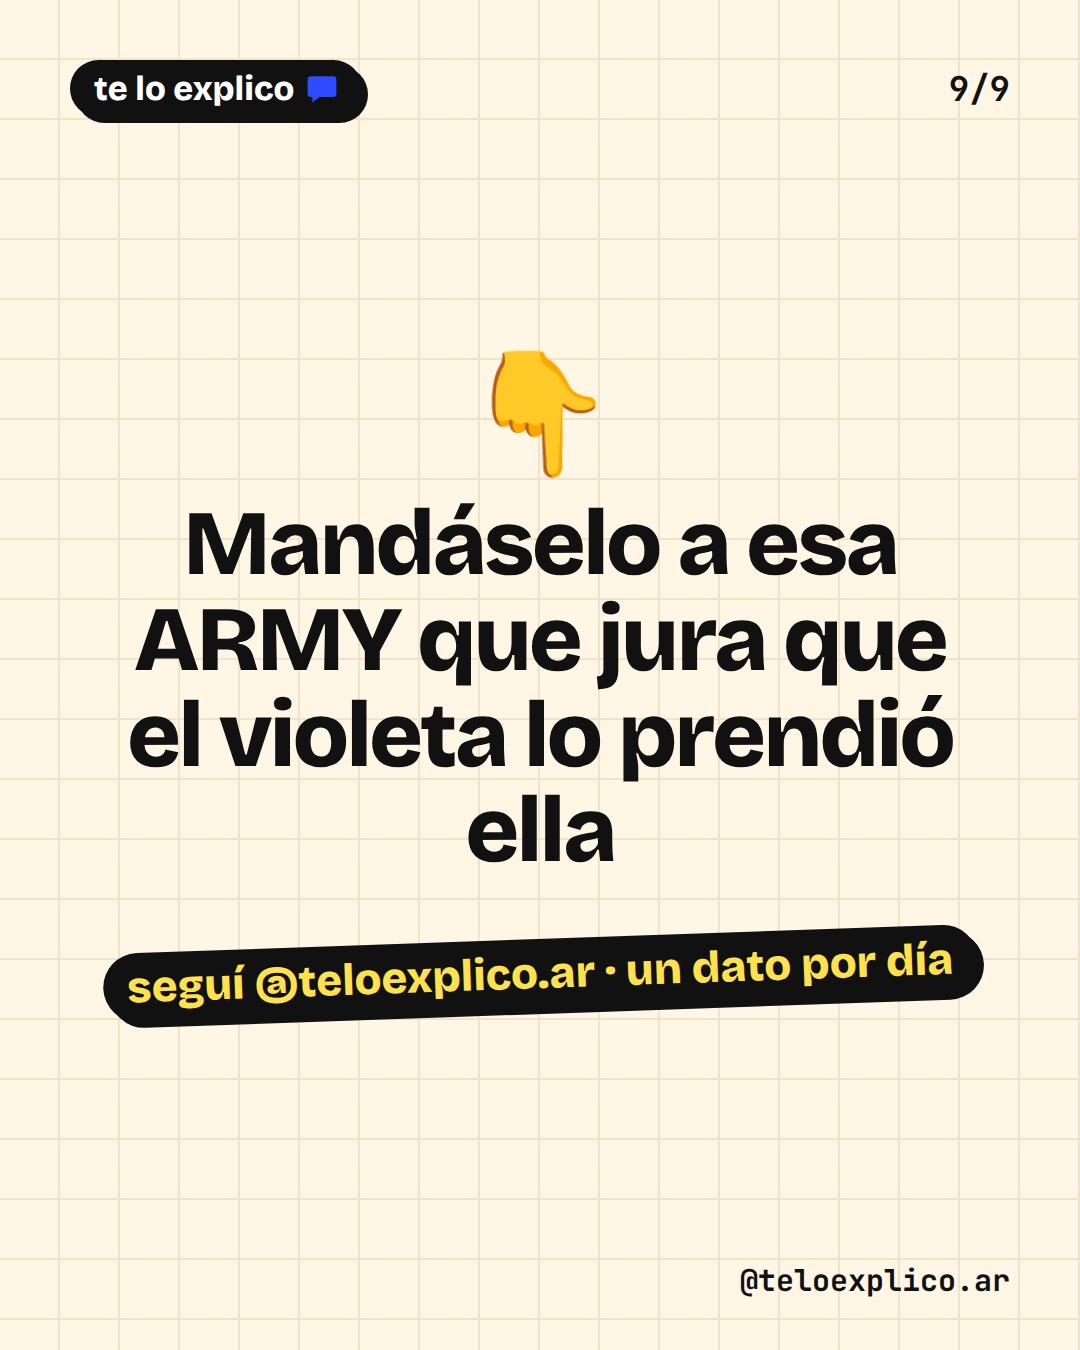 te lo explico
9/9
Mandáselo a esa
ARMY que jura que
el violeta lo prendió
ella
seguí @teloexplico.ar · un dato por día
@teloexplico.ar